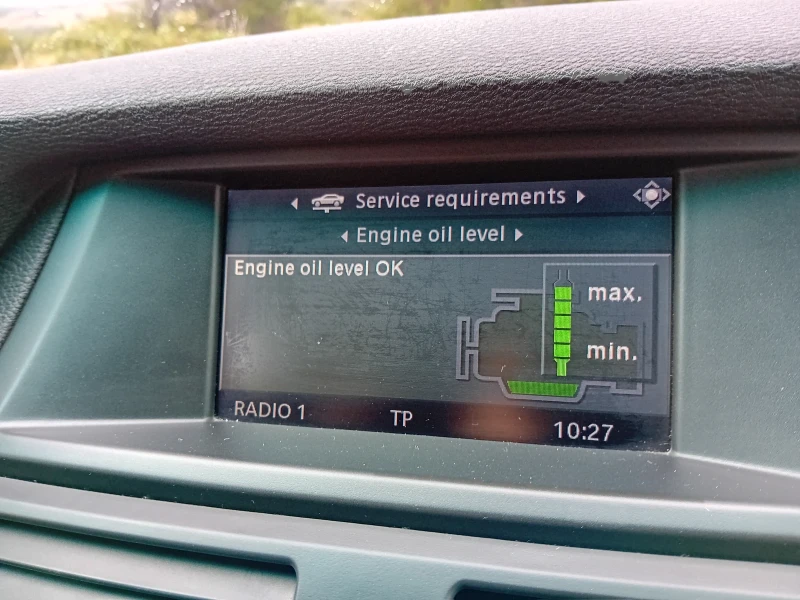 Service requirements
Engine oil level
Engine oil level OK
max.
min.
RADIO 1 TP 10:27